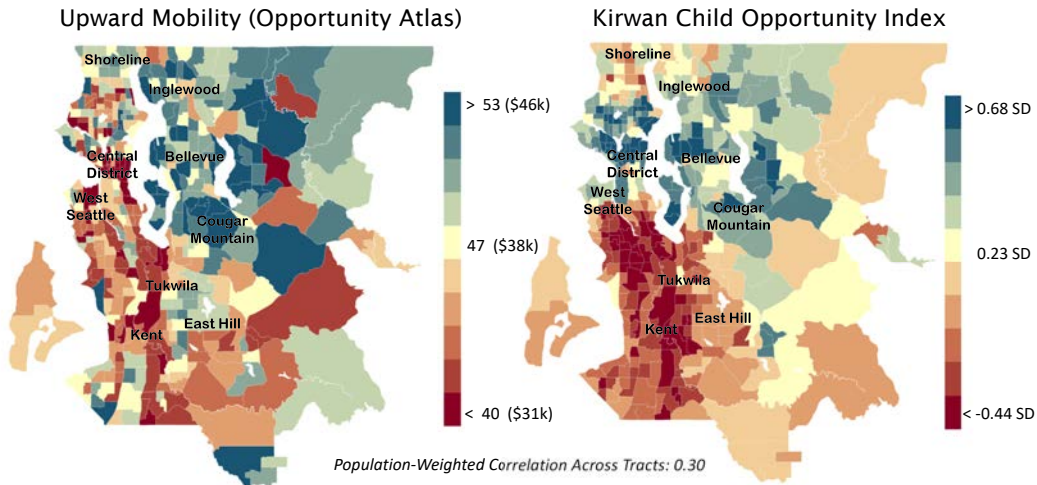 Upward Mobility (Opportunity Atlas)
Kirwan Child Opportunity Index
Shoreline
Inglewood
Central
District
Bellevue
West
Seattle
Cougar
Mountain
Tukwila
East Hill
Kent
> 53 ($46k)
47 ($38k)
< 40 ($31k)
Shoreline
Inglewood
Central
District
Bellevue
West
Seattle
Cougar
Mountain
Tukwila
East Hill
Kent
> 0.68 SD
0.23 SD
< -0.44 SD
Population-Weighted Correlation Across Tracts: 0.30